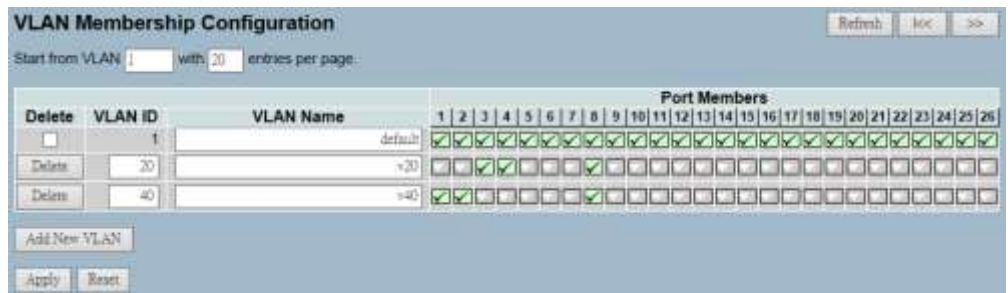 VLAN Membership Configuration
Refresh |<< >>
Start from VLAN 1 with 20 entries per page.
Port Members
Delete VLAN ID VLAN Name 1 2 3 4 5 6 7 8 9 10 11 12 13 14 15 16 17 18 19 20 21 22 23 24 25 26
1 default
Delete 20 v20
Delete 40 v40
Add New VLAN
Apply Reset